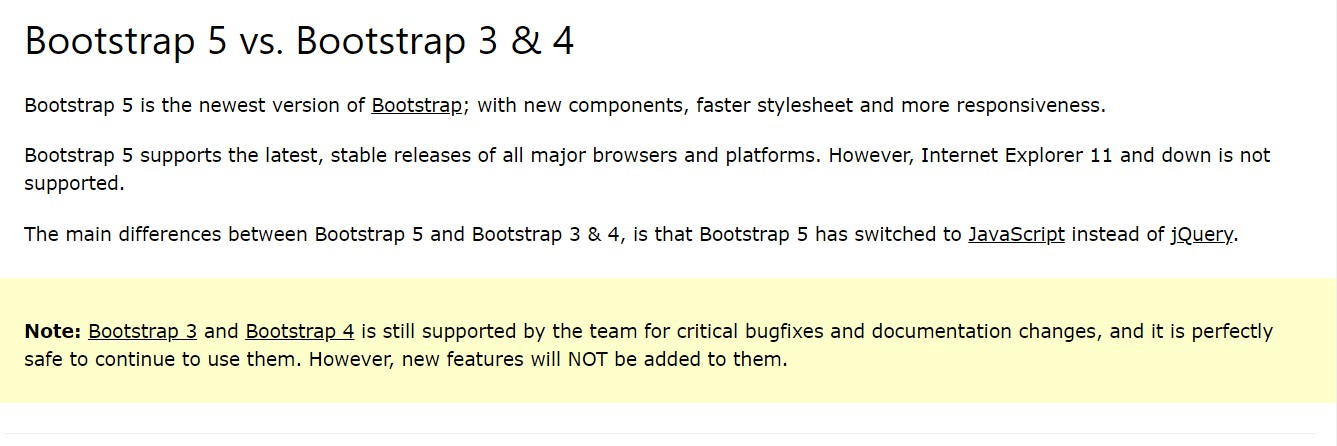 Bootstrap 5 vs. Bootstrap 3 & 4
Bootstrap 5 is the newest version of Bootstrap; with new components, faster stylesheet and more responsiveness.
Bootstrap 5 supports the latest, stable releases of all major browsers and platforms. However, Internet Explorer 11 and down is not
supported.
The main differences between Bootstrap 5 and Bootstrap 3 & 4, is that Bootstrap 5 has switched to JavaScript instead of jQuery.
Note: Bootstrap 3 and Bootstrap 4 is still supported by the team for critical bugfixes and documentation changes, and it is perfectly
safe to continue to use them. However, new features will NOT be added to them.